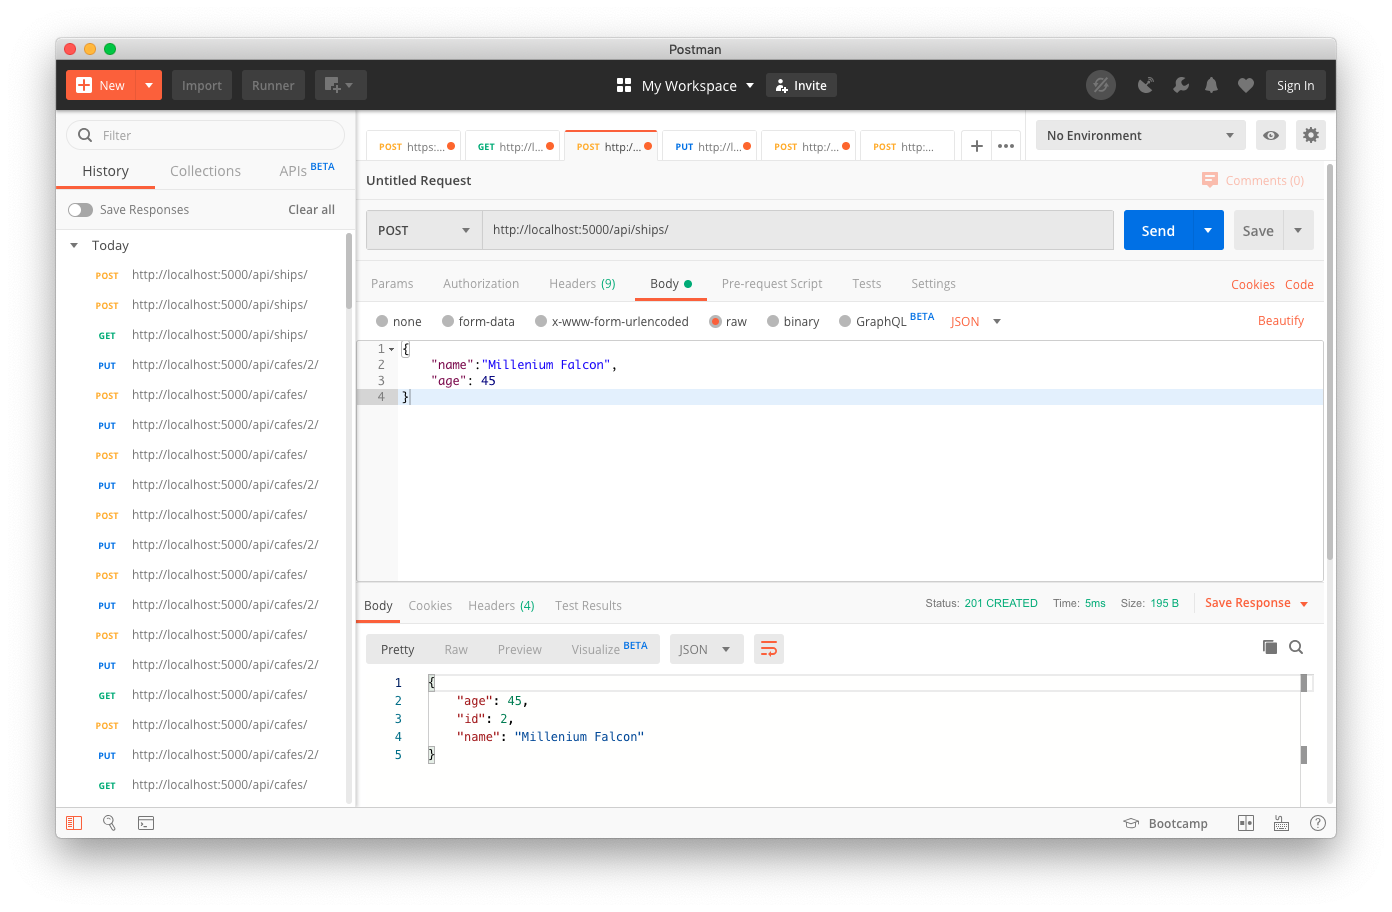 Postman
New Import Runner My Workspace Invite Sign In
Filter
History Collections APIs BETA
Save Responses Clear all
Today
POST http://localhost:5000/api/ships/
POST http://localhost:5000/api/ships/
GET http://localhost:5000/api/ships/
PUT http://localhost:5000/api/cafes/2/
POST http://localhost:5000/api/cafes/
PUT http://localhost:5000/api/cafes/2/
POST http://localhost:5000/api/cafes/
PUT http://localhost:5000/api/cafes/2/
POST http://localhost:5000/api/cafes/
PUT http://localhost:5000/api/cafes/2/
POST http://localhost:5000/api/cafes/
PUT http://localhost:5000/api/cafes/2/
POST http://localhost:5000/api/cafes/
PUT http://localhost:5000/api/cafes/2/
GET http://localhost:5000/api/cafes/
POST http://localhost:5000/api/cafes/
PUT http://localhost:5000/api/cafes/2/
GET http://localhost:5000/api/cafes/
POST https:... GET http://l... POST http:/... PUT http://l... POST http:/... POST http:... No Environment
Untitled Request Comments (0)
POST http://localhost:5000/api/ships/ Send Save
Params Authorization Headers (9) Body Pre-request Script Tests Settings Cookies Code
none form-data x-www-form-urlencoded raw binary GraphQL BETA JSON Beautify
1 {
2 "name":"Millenium Falcon",
3 "age": 45
4 }
Body Cookies Headers (4) Test Results Status: 201 CREATED Time: 5ms Size: 195 B Save Response
Pretty Raw Preview Visualize BETA JSON
1 {
2 "age": 45,
3 "id": 2,
4 "name": "Millenium Falcon"
5 }
Bootcamp